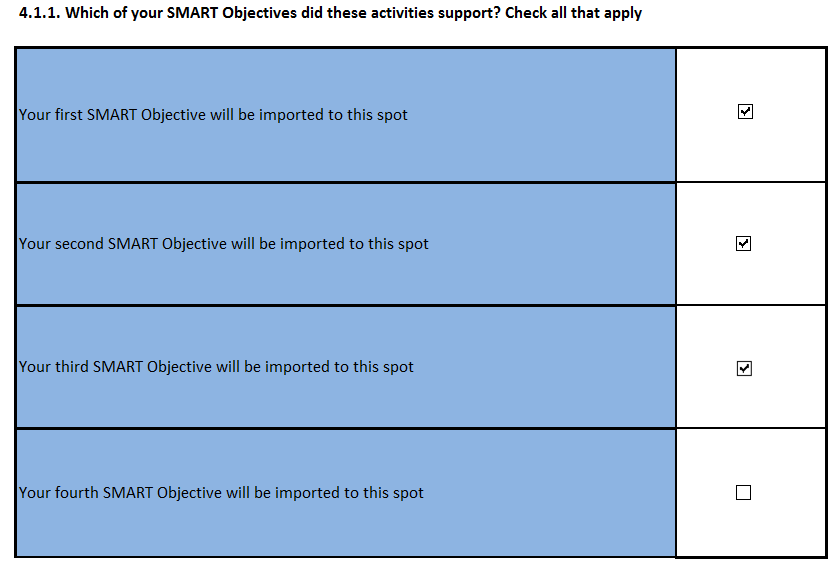 4.1.1. Which of your SMART Objectives did these activities support? Check all that apply
Your first SMART Objective will be imported to this spot
Your second SMART Objective will be imported to this spot
Your third SMART Objective will be imported to this spot
Your fourth SMART Objective will be imported to this spot